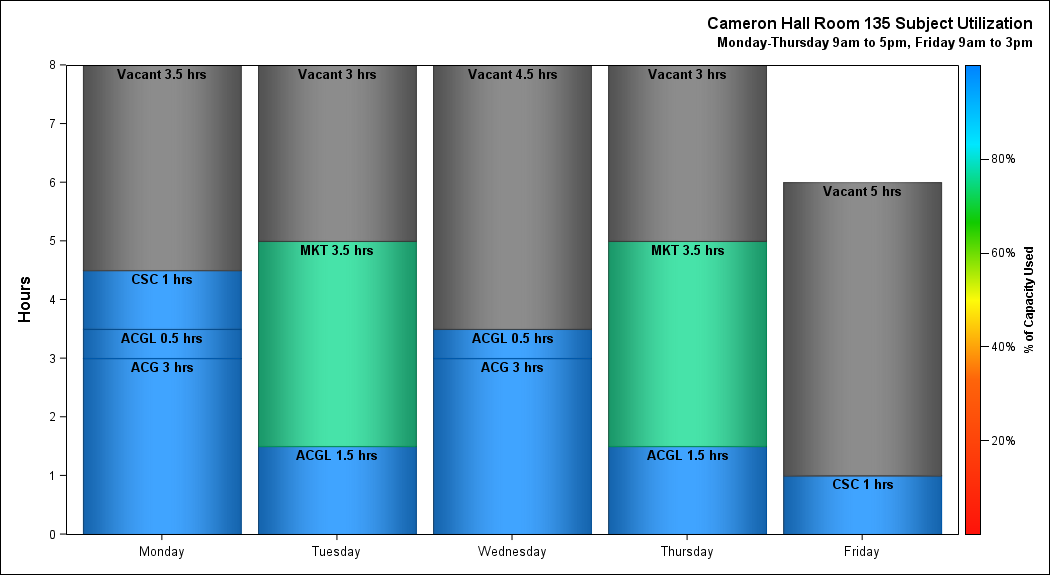 Cameron Hall Room 135 Subject Utilization
Monday-Thursday 9am to 5pm, Friday 9am to 3pm
Hours
8
7
6
5
4
3
2
1
0
Vacant 3.5 hrs
CSC 1 hrs
ACGL 0.5 hrs
ACG 3 hrs
Monday
Vacant 3 hrs
MKT 3.5 hrs
ACGL 1.5 hrs
Tuesday
Vacant 4.5 hrs
ACGL 0.5 hrs
ACG 3 hrs
Wednesday
Vacant 3 hrs
MKT 3.5 hrs
ACGL 1.5 hrs
Thursday
Vacant 5 hrs
CSC 1 hrs
Friday
80%
60%
40%
20%
% of Capacity Used